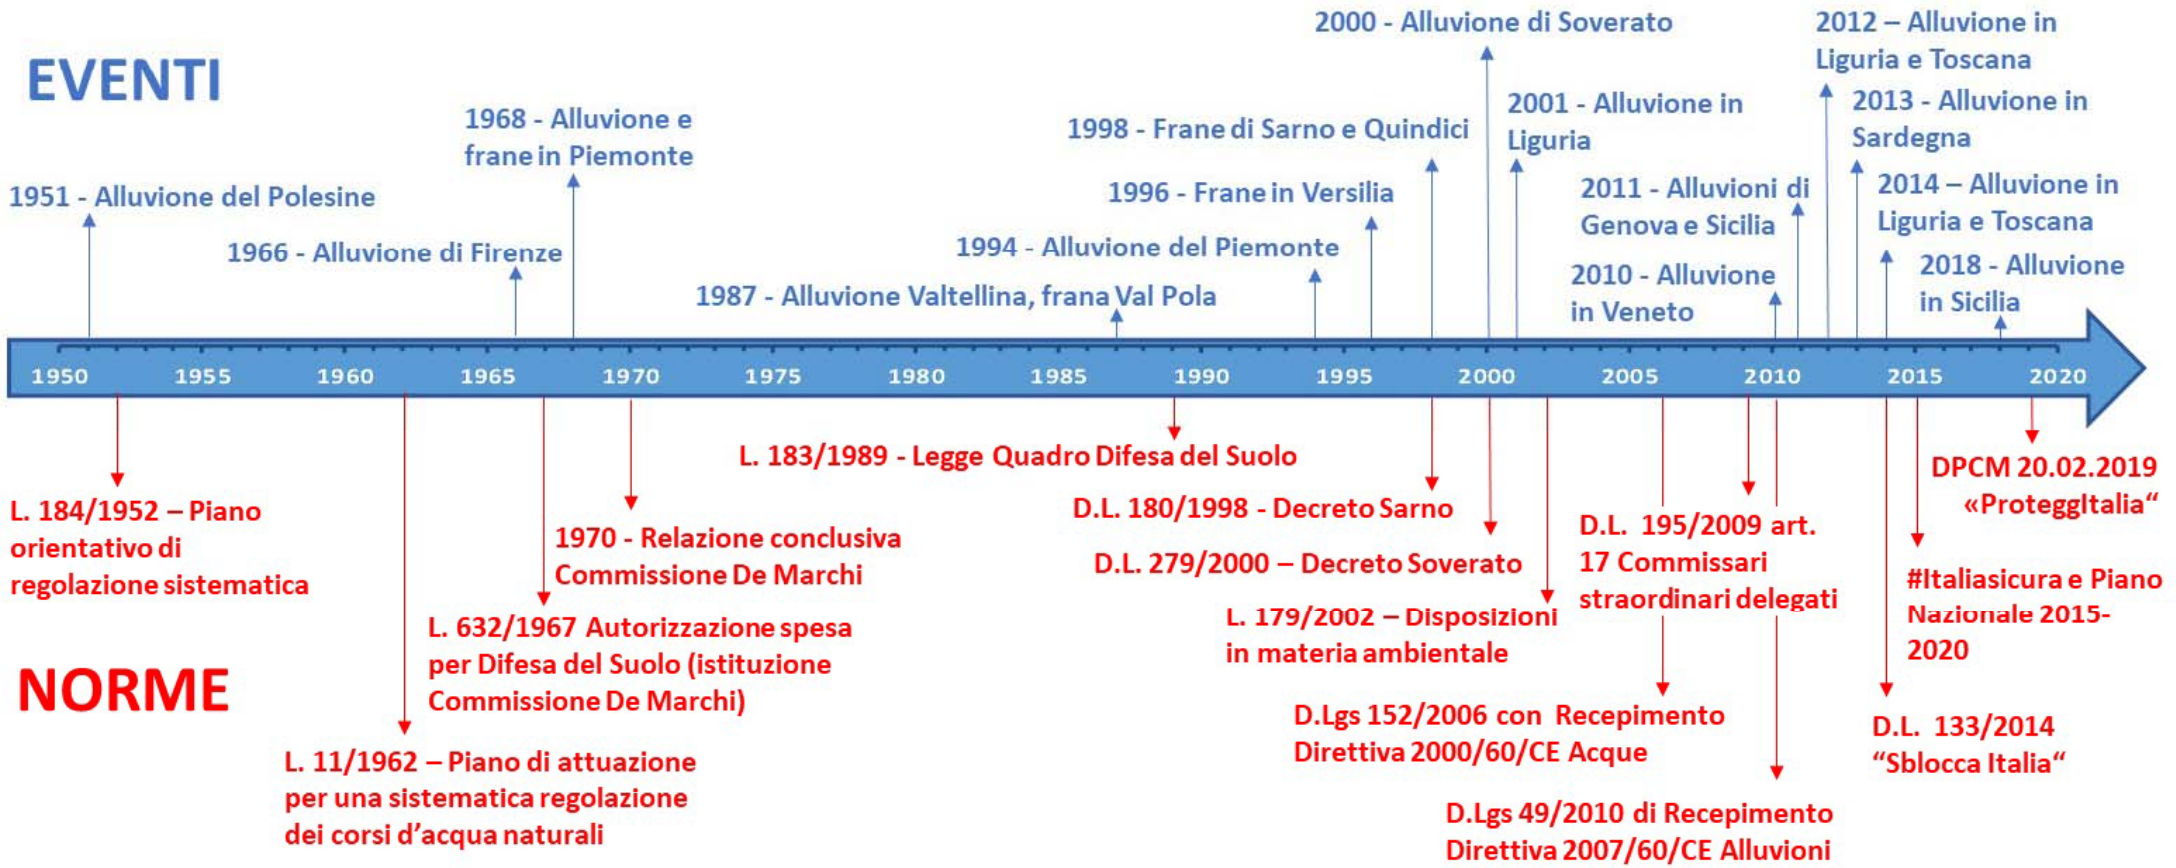 EVENTI
1951 - Alluvione del Polesine
1966 - Alluvione di Firenze
1968 - Alluvione e
frane in Piemonte
1987 - Alluvione Valtellina, frana Val Pola
1994 - Alluvione del Piemonte
1996 - Frane in Versilia
1998 - Frane di Sarno e Quindici
2000 - Alluvione di Soverato
2001 - Alluvione in
Liguria
2010 - Alluvione
in Veneto
2011 - Alluvioni di
Genova e Sicilia
2012 – Alluvione in
Liguria e Toscana
2013 - Alluvione in
Sardegna
2014 – Alluvione in
Liguria e Toscana
2018 - Alluvione
in Sicilia
1950 1955 1960 1965 1970 1975 1980 1985 1990 1995 2000 2005 2010 2015 2020
NORME
L. 184/1952 – Piano
orientativo di
regolazione sistematica
L. 11/1962 – Piano di attuazione
per una sistematica regolazione
dei corsi d’acqua naturali
L. 632/1967 Autorizzazione spesa
per Difesa del Suolo (istituzione
Commissione De Marchi)
1970 - Relazione conclusiva
Commissione De Marchi
L. 183/1989 - Legge Quadro Difesa del Suolo
D.L. 180/1998 - Decreto Sarno
D.L. 279/2000 – Decreto Soverato
L. 179/2002 – Disposizioni
in materia ambientale
D.Lgs 152/2006 con Recepimento
Direttiva 2000/60/CE Acque
D.L. 195/2009 art.
17 Commissari
straordinari delegati
D.Lgs 49/2010 di Recepimento
Direttiva 2007/60/CE Alluvioni
D.L. 133/2014
“Sblocca Italia“
#Italiasicura e Piano
Nazionale 2015-
2020
DPCM 20.02.2019
«ProteggItalia“